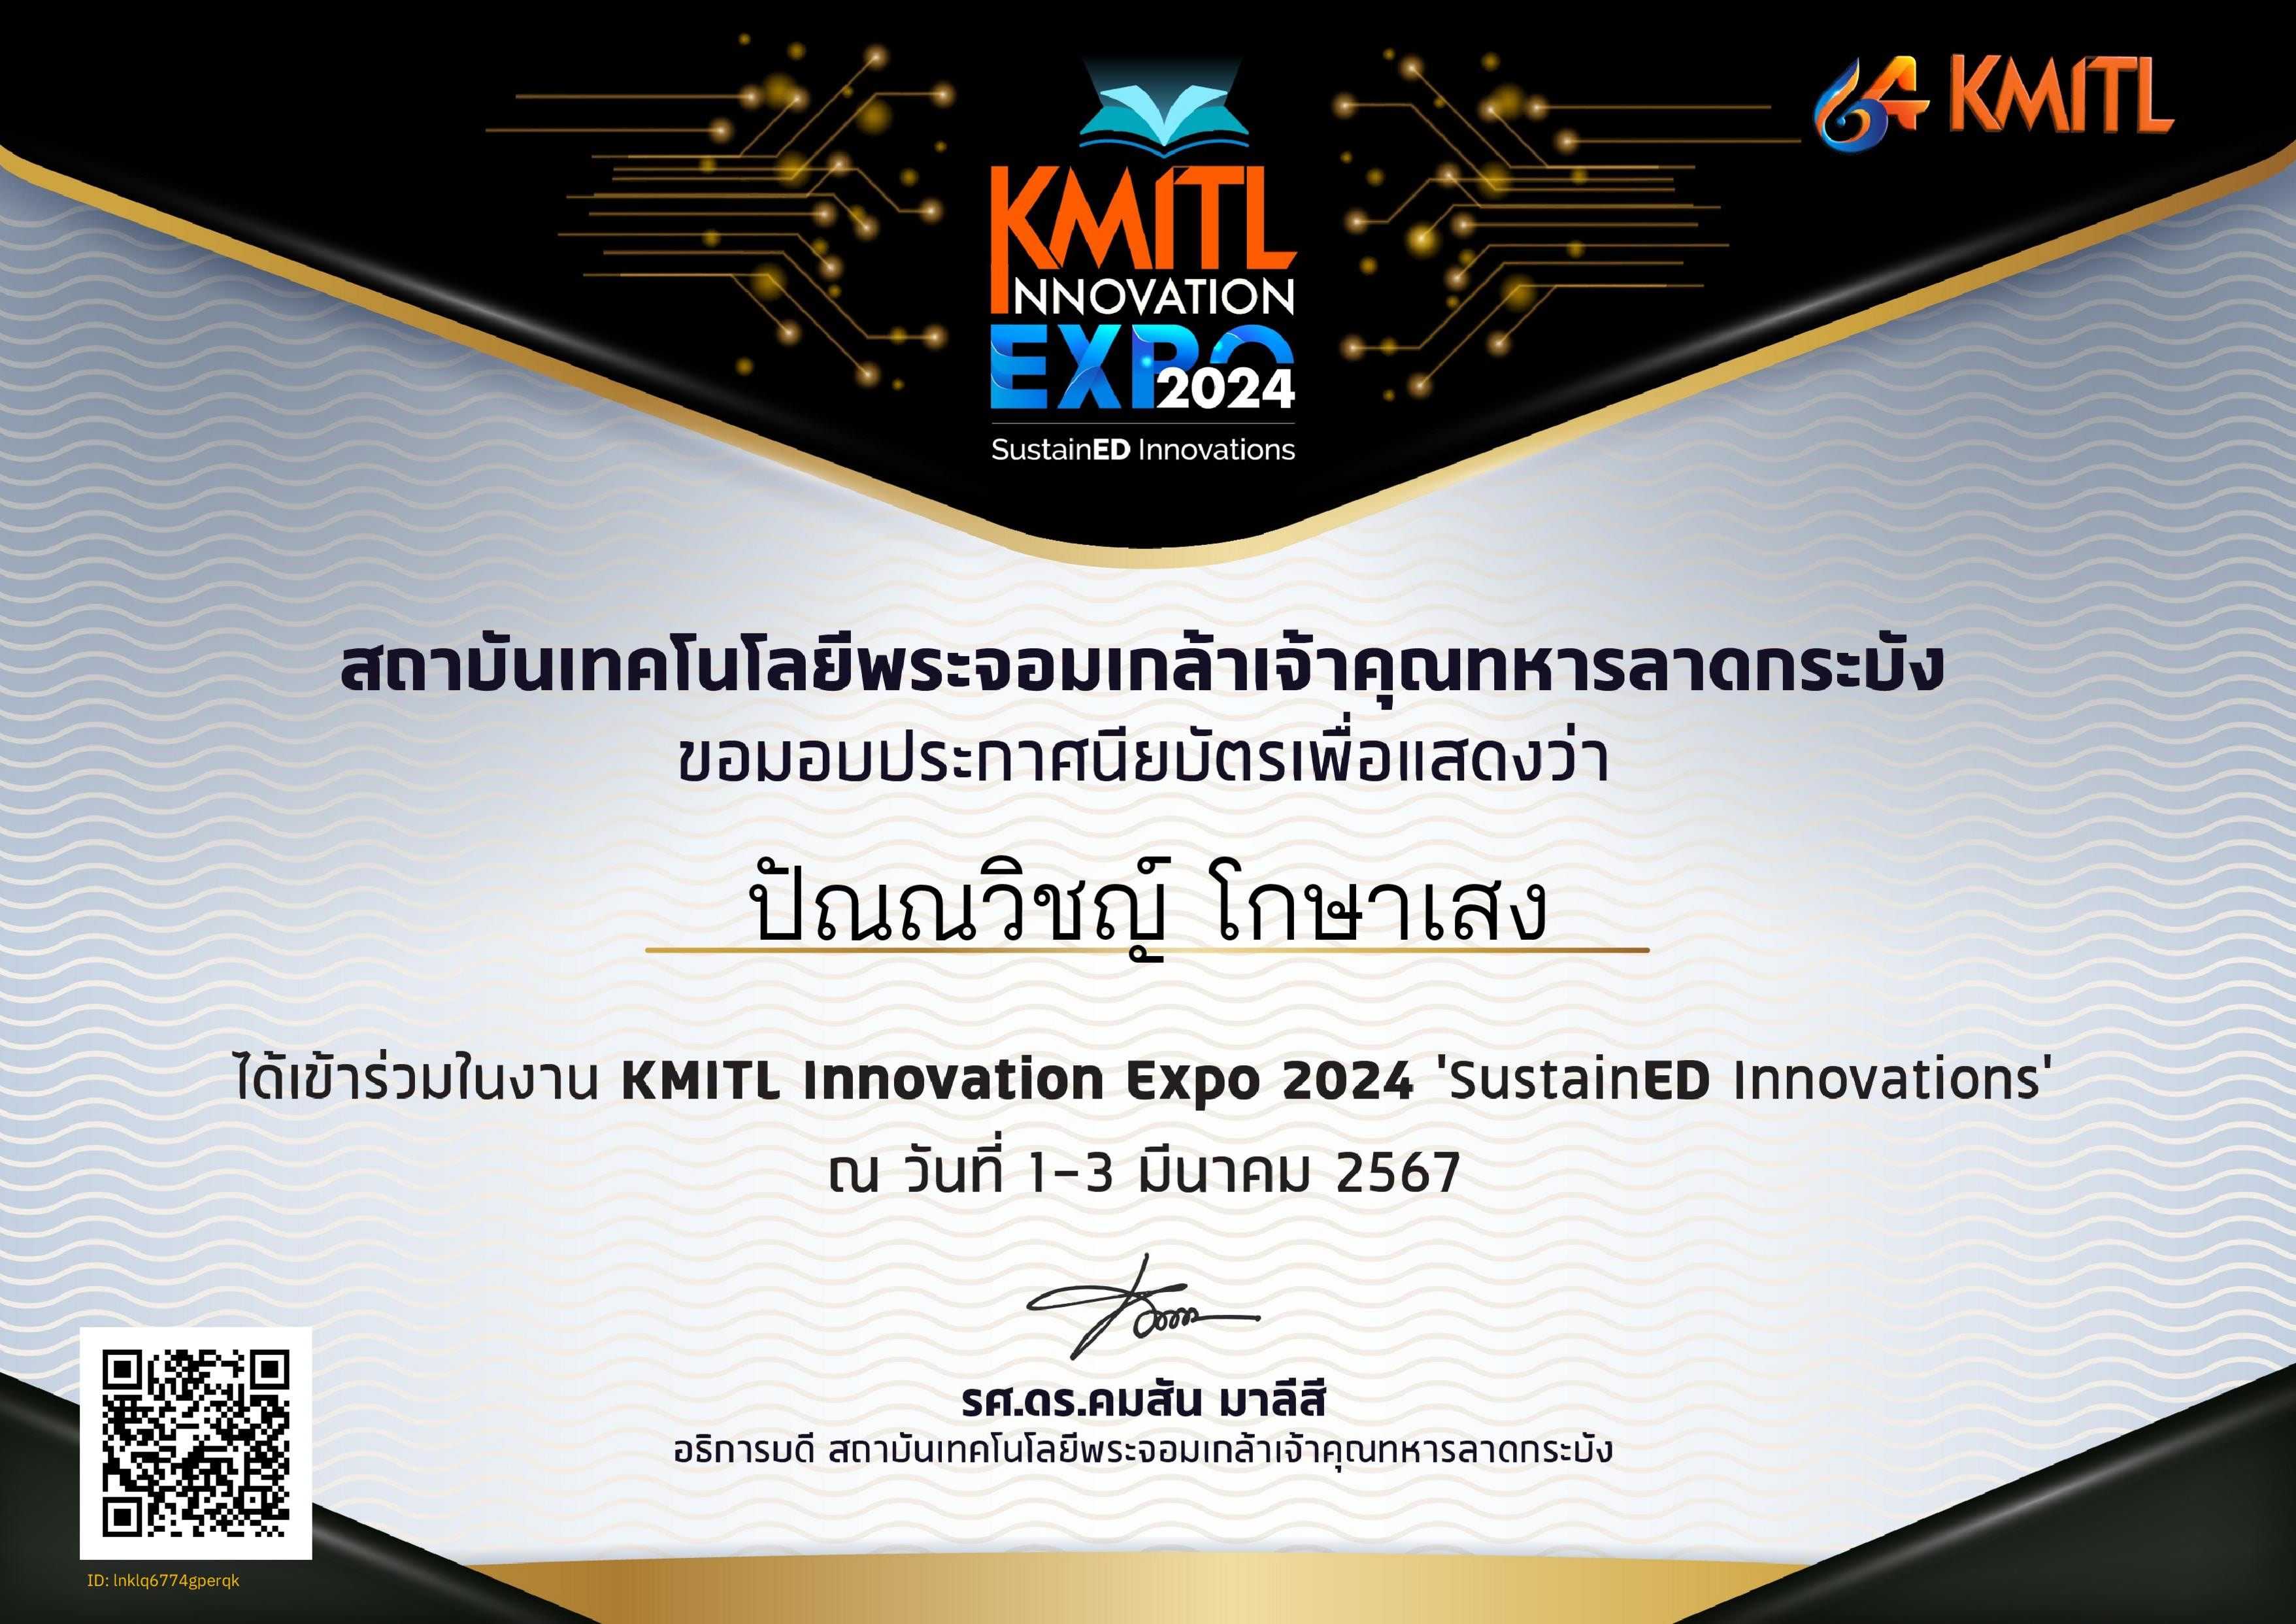 64 KMITL
KMITL
INNOVATION
EXPO
2024
SustainED Innovations
สถาบันเทคโนโลยีพระจอมเกล้าเจ้าคุณทหารลาดกระบัง
ขอมอบประกาศนียบัตรเพื่อแสดงว่า
ปัณณวิชญ์ โกษาเสง
ได้เข้าร่วมในงาน KMITL Innovation Expo 2024 'SustainED Innovations'
ณ วันที่ 1-3 มีนาคม 2567
รศ.ดร.คมสัน มาลีสี
อธิการบดี สถาบันเทคโนโลยีพระจอมเกล้าเจ้าคุณทหารลาดกระบัง
ID: lnklq6774gperqk